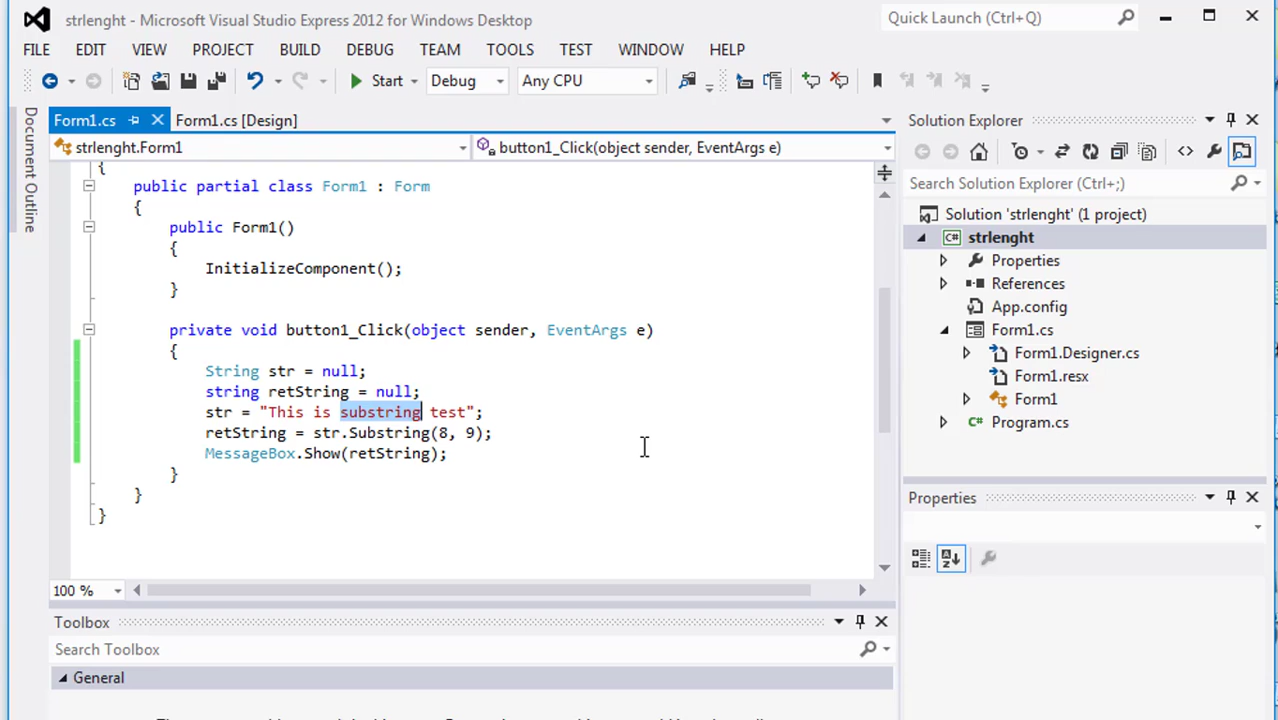 strlenght - Microsoft Visual Studio Express 2012 for Windows Desktop
Quick Launch (Ctrl+Q)
FILE EDIT VIEW PROJECT BUILD DEBUG TEAM TOOLS TEST WINDOW HELP
Start Debug Any CPU
Document Outline
Form1.cs Form1.cs [Design]
strlenght.Form1 button1_Click(object sender, EventArgs e)
{
public partial class Form1 : Form
{
public Form1()
{
InitializeComponent();
}
private void button1_Click(object sender, EventArgs e)
{
String str = null;
string retString = null;
str = "This is substring test";
retString = str.Substring(8, 9);
MessageBox.Show(retString);
}
}
}
100 %
Toolbox
Search Toolbox
General
Solution Explorer
Search Solution Explorer (Ctrl+;)
Solution 'strlenght' (1 project)
C# strlenght
Properties
References
App.config
Form1.cs
Form1.Designer.cs
Form1.resx
Form1
Program.cs
Properties